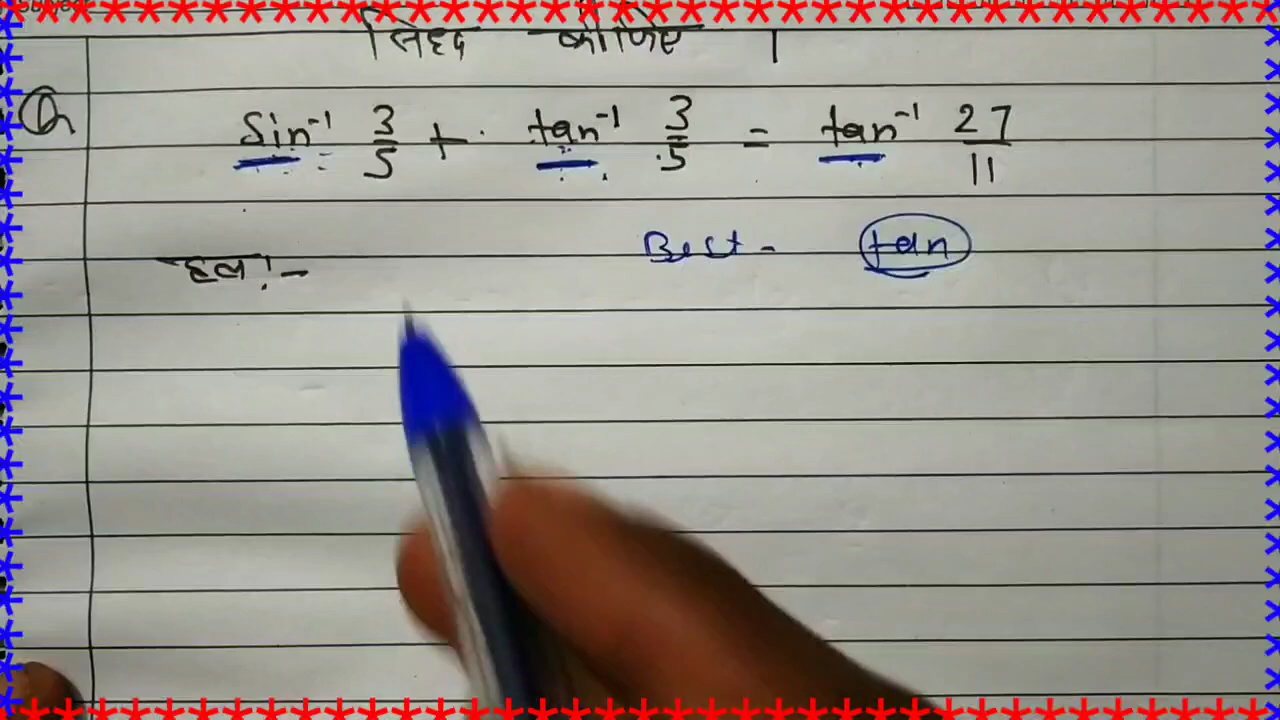 सिद्ध कीजिए ।
Q Sin⁻¹ 3/5 + tan⁻¹ 3/5 = tan⁻¹ 27/11
Best - tan
हल :-